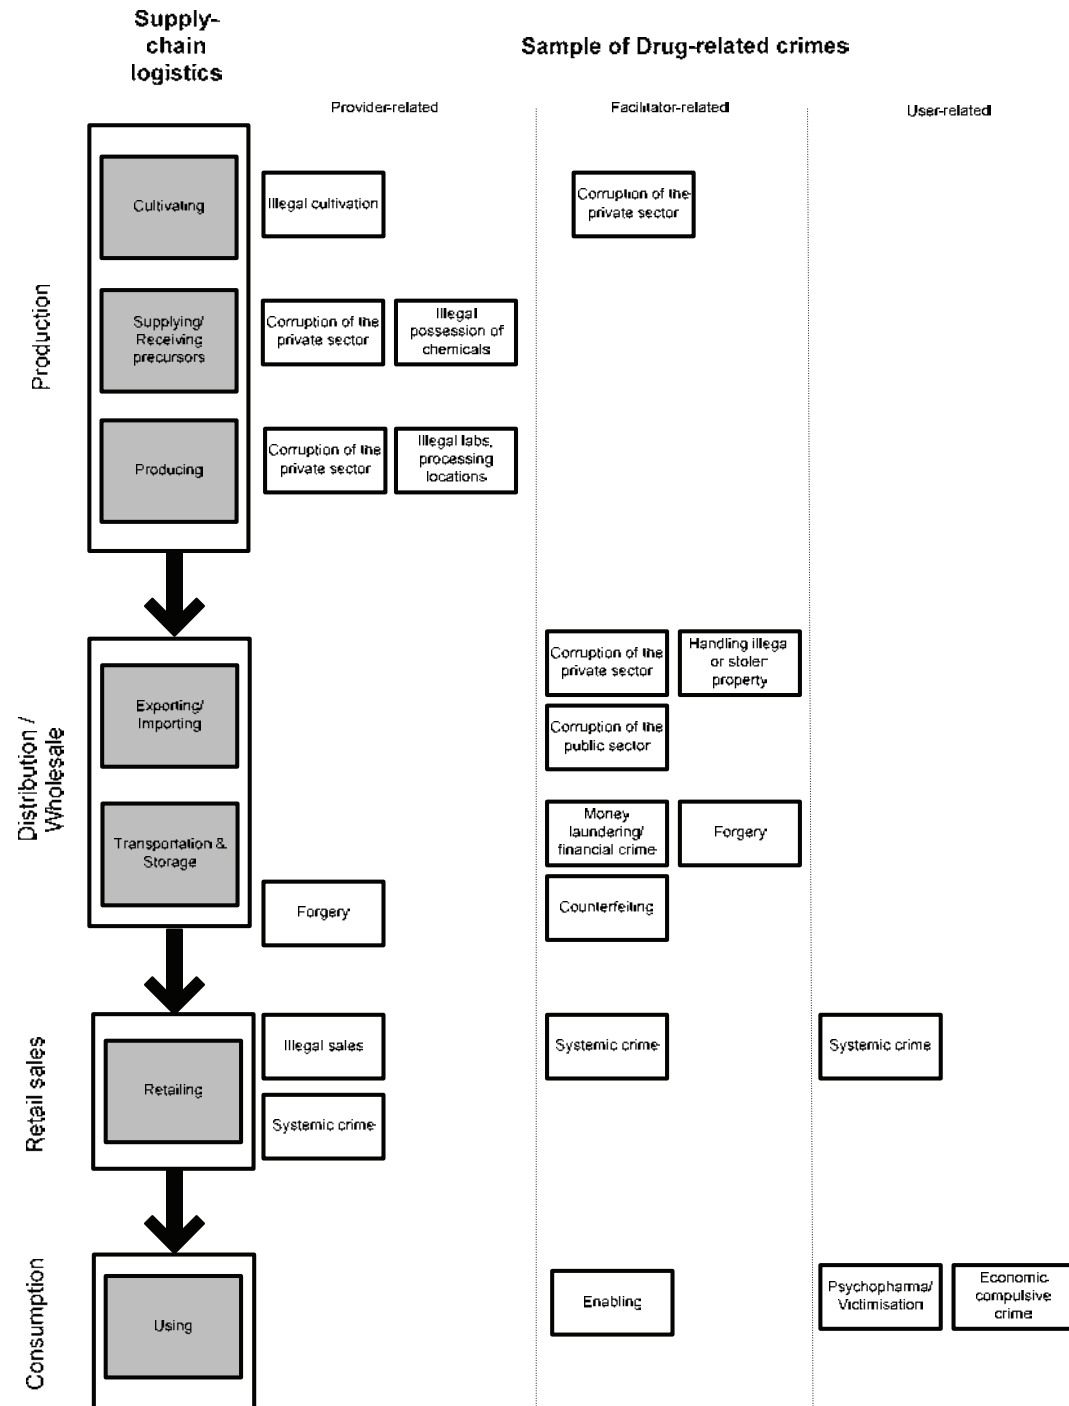 Supply-
chain
logistics
Sample of Drug-related crimes
Provider-related
Facilitator-related
User-related
Production
Cultivating
Illegal cultivation
Corruption of the
private sector
Supplying/
Receiving
precursors
Corruption of the
private sector
Illegal
possession of
chemicals
Producing
Corruption of the
private sector
Illegal labs,
processing
locations
Distribution /
Wholesale
Exporting/
Importing
Corruption of the
private sector
Handling illega
or stolen
property
Corruption of the
public sector
Transportation &
Storage
Money
laundering/
financial crime
Forgery
Forgery
Counterfeiting
Retail sales
Retailing
Illegal sales
Systemic crime
Systemic crime
Systemic crime
Consumption
Using
Enabling
Psychopharma/
Victimisation
Economic
compulsive
crime